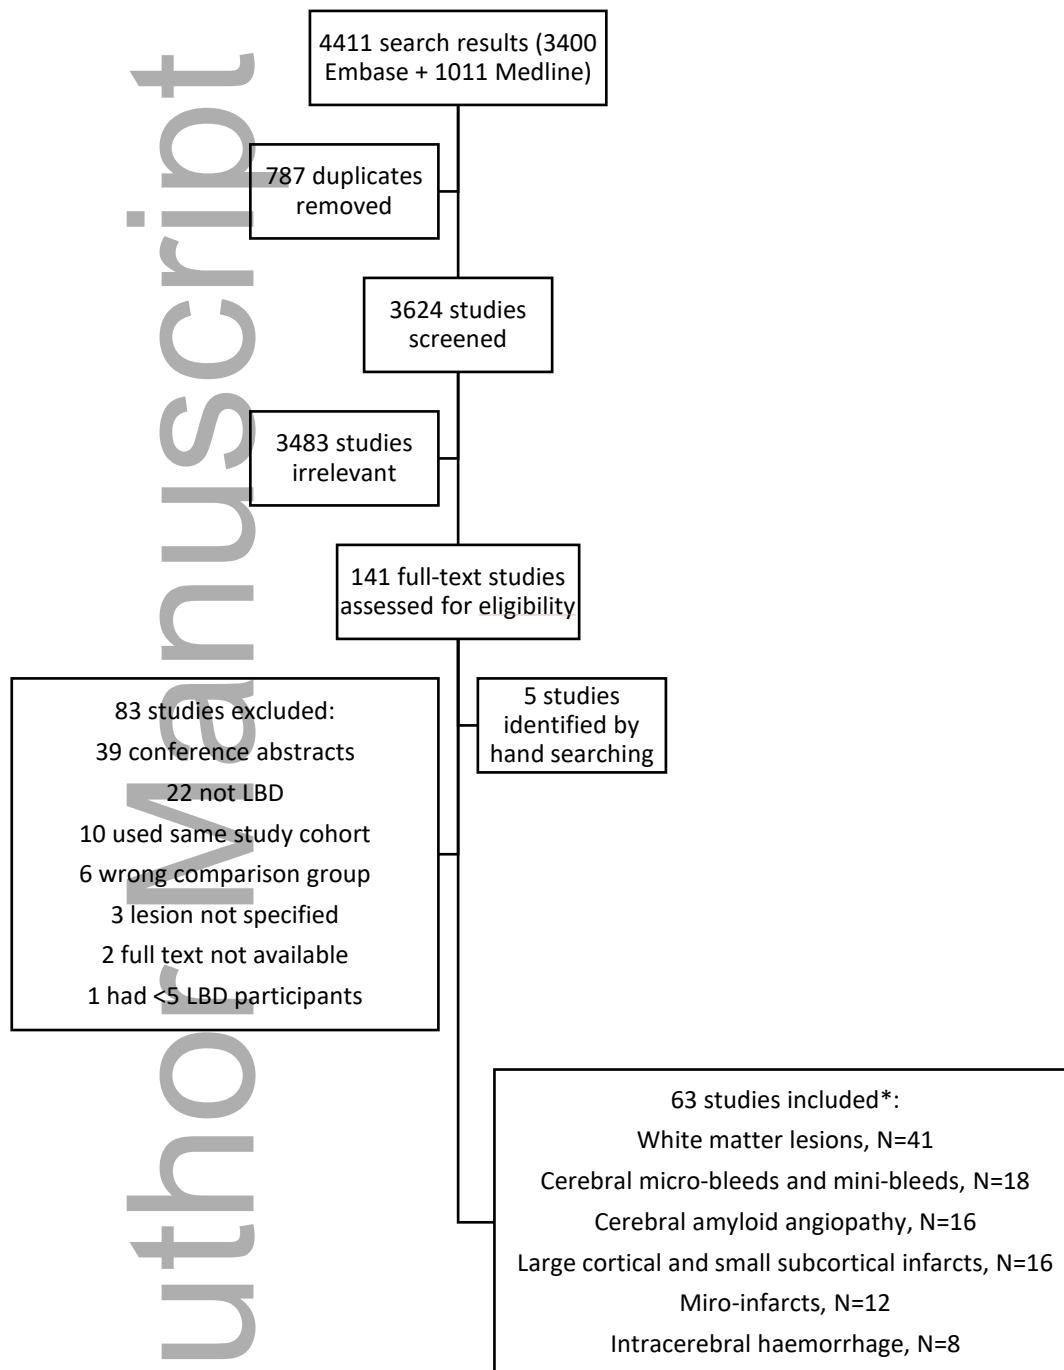 4411 search results (3400
Embase + 1011 Medline)
787 duplicates
removed
3624 studies
screened
3483 studies
irrelevant
141 full-text studies
assessed for eligibility
83 studies excluded:
39 conference abstracts
22 not LBD
10 used same study cohort
6 wrong comparison group
3 lesion not specified
2 full text not available
1 had <5 LBD participants
5 studies
identified by
hand searching
63 studies included*:
White matter lesions, N=41
Cerebral micro-bleeds and mini-bleeds, N=18
Cerebral amyloid angiopathy, N=16
Large cortical and small subcortical infarcts, N=16
Miro-infarcts, N=12
Intracerebral haemorrhage, N=8
uthor Manuscript